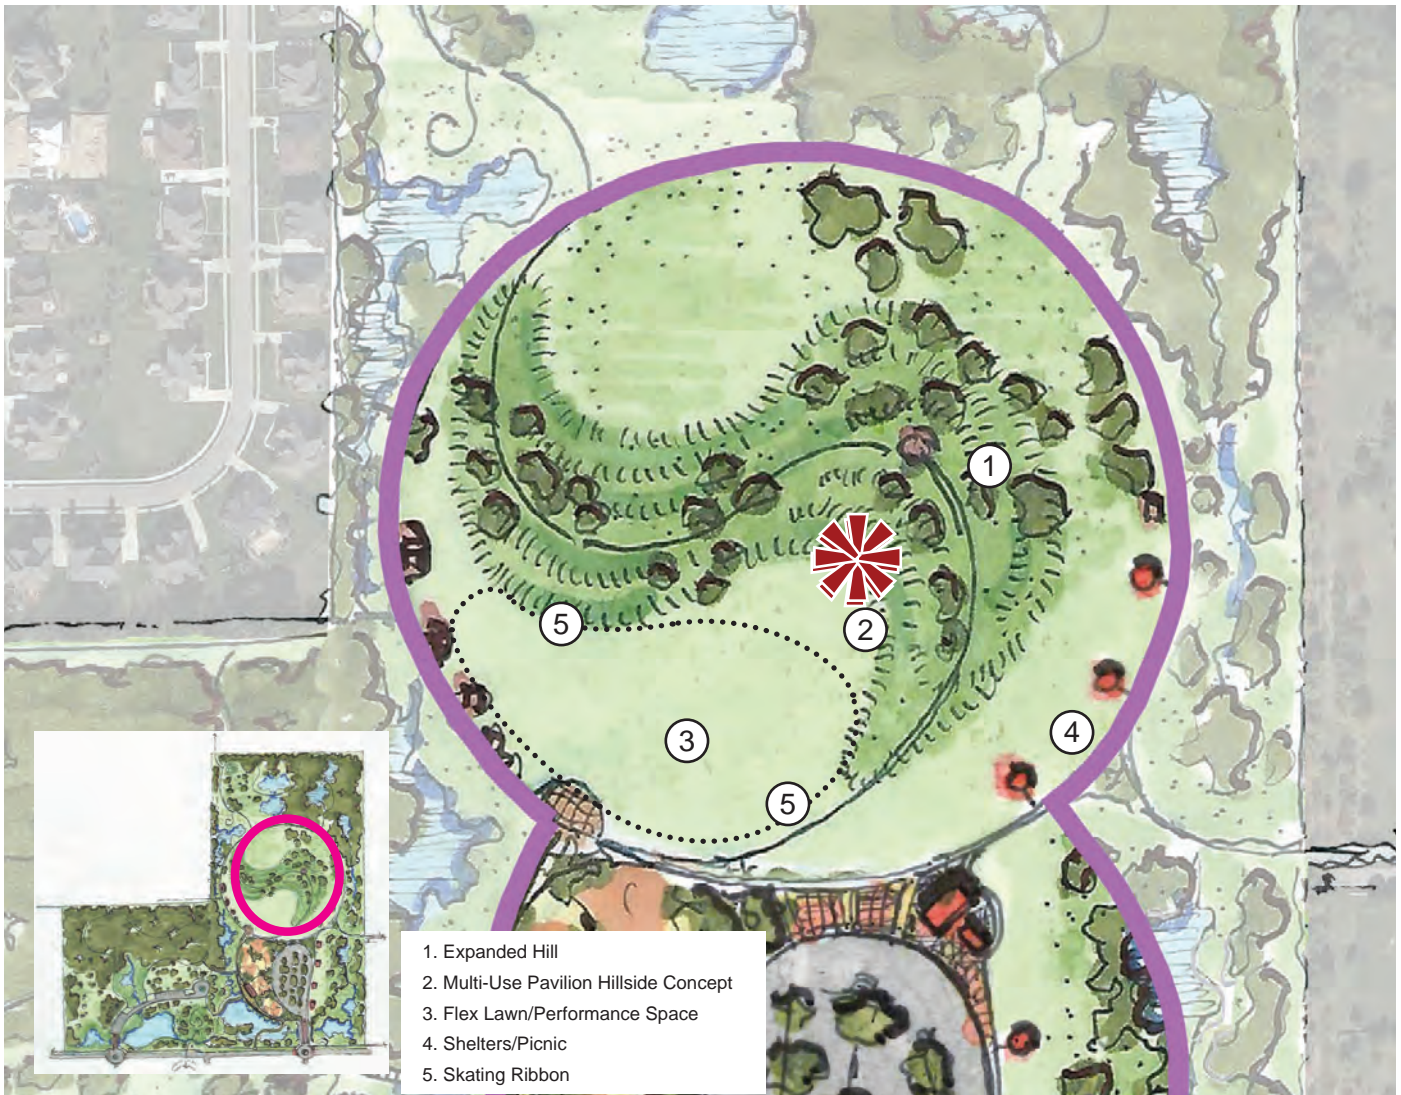 1
5
2
3
4
5
1. Expanded Hill
2. Multi-Use Pavilion Hillside Concept
3. Flex Lawn/Performance Space
4. Shelters/Picnic
5. Skating Ribbon